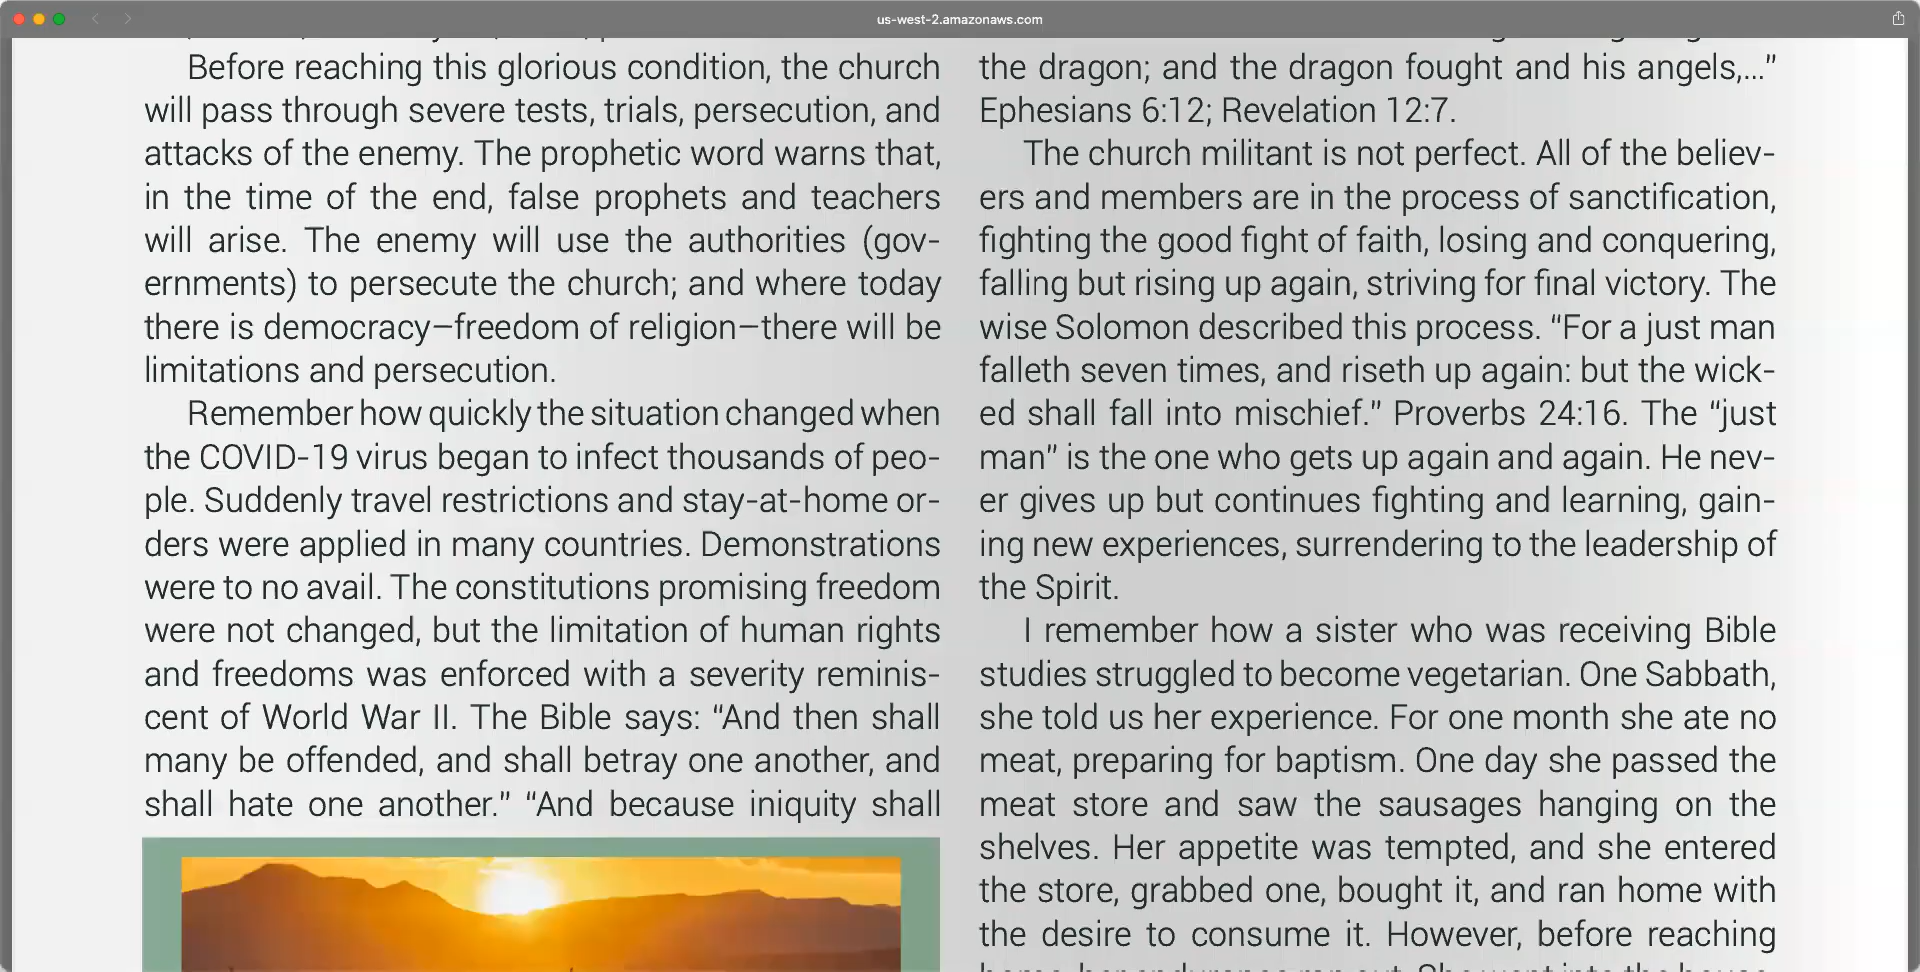 us-west-2.amazonaws.com
Before reaching this glorious condition, the church
will pass through severe tests, trials, persecution, and
attacks of the enemy. The prophetic word warns that,
in the time of the end, false prophets and teachers
will arise. The enemy will use the authorities (gov-
ernments) to persecute the church; and where today
there is democracy—freedom of religion—there will be
limitations and persecution.
Remember how quickly the situation changed when
the COVID-19 virus began to infect thousands of peo-
ple. Suddenly travel restrictions and stay-at-home or-
ders were applied in many countries. Demonstrations
were to no avail. The constitutions promising freedom
were not changed, but the limitation of human rights
and freedoms was enforced with a severity reminis-
cent of World War II. The Bible says: “And then shall
many be offended, and shall betray one another, and
shall hate one another.” “And because iniquity shall
the dragon; and the dragon fought and his angels,...”
Ephesians 6:12; Revelation 12:7.
The church militant is not perfect. All of the believ-
ers and members are in the process of sanctification,
fighting the good fight of faith, losing and conquering,
falling but rising up again, striving for final victory. The
wise Solomon described this process. “For a just man
falleth seven times, and riseth up again: but the wick-
ed shall fall into mischief.” Proverbs 24:16. The “just
man” is the one who gets up again and again. He nev-
er gives up but continues fighting and learning, gain-
ing new experiences, surrendering to the leadership of
the Spirit.
I remember how a sister who was receiving Bible
studies struggled to become vegetarian. One Sabbath,
she told us her experience. For one month she ate no
meat, preparing for baptism. One day she passed the
meat store and saw the sausages hanging on the
shelves. Her appetite was tempted, and she entered
the store, grabbed one, bought it, and ran home with
the desire to consume it. However, before reaching